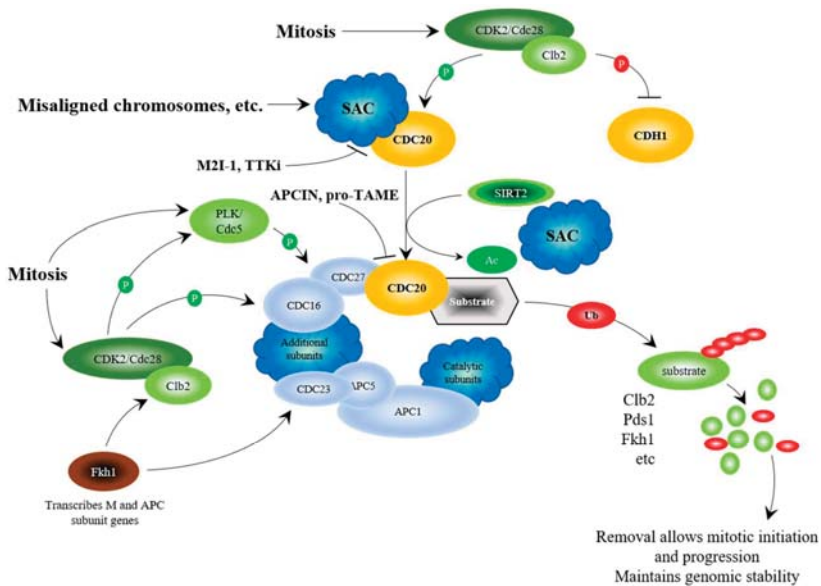 Mitosis
CDK2/Cdc28
Clb2
P
P
SAC
Misaligned chromosomes, etc.
CDC20
CDH1
M2I-1, TTKi
APCIN, pro-TAME
SIRT2
PLK/
Cdc5
SAC
P
Ac
Mitosis
CDC27
P
P
CDC20
CDC16
Substrate
Ub
Additional
subunits
CDK2/Cdc28
Catalytic
subunits
substrate
Clb2
CDC23
APC5
APC1
Clb2
Pds1
Fkh1
etc
Fkh1
Transcribes M and APC
subunit genes
Removal allows mitotic initiation
and progression
Maintains genomic stability